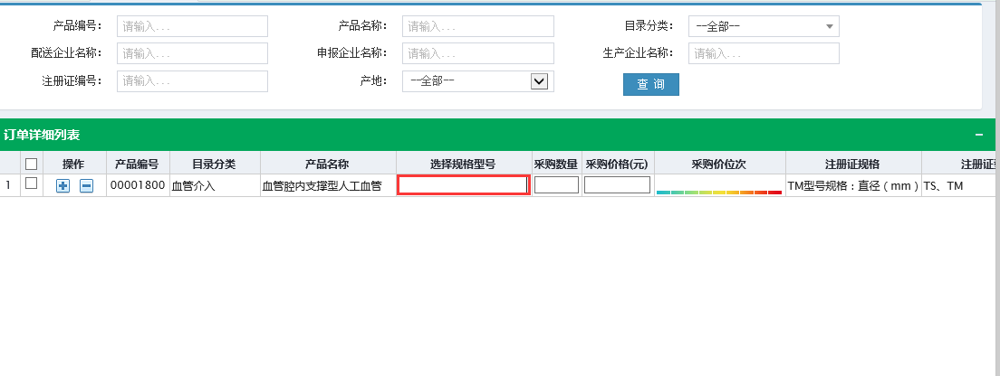 产品编号： 请输入... 产品名称： 请输入... 目录分类： --全部--
配送企业名称： 请输入... 申报企业名称： 请输入... 生产企业名称： 请输入...
注册证编号： 请输入... 产地： --全部-- 查 询
订单详细列表
操作 产品编号 目录分类 产品名称 选择规格型号 采购数量 采购价格(元) 采购价位次 注册证规格
1 00001800 血管介入 血管腔内支撑型人工血管 TM型号规格：直径（mm） TS、TM